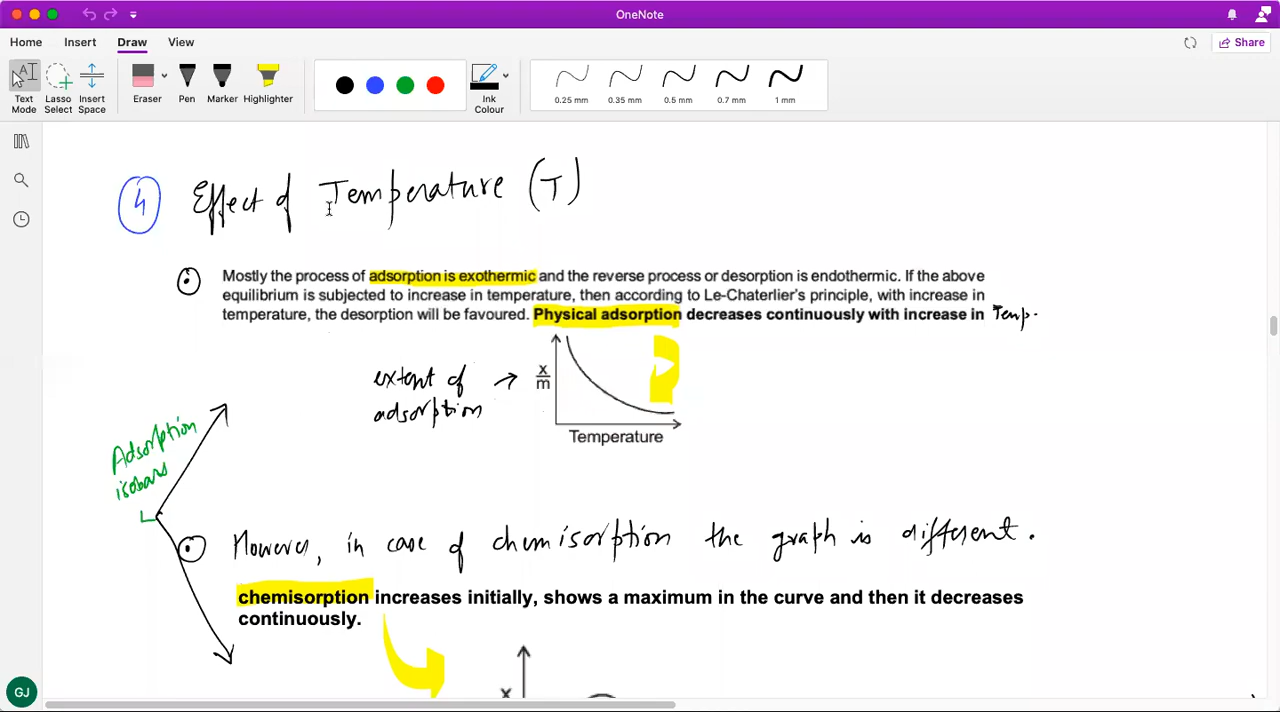 OneNote
Home Insert Draw View
Share
Text Mode
Lasso Select
Insert Space
Eraser
Pen
Marker
Highlighter
Ink Colour
0.25 mm
0.35 mm
0.5 mm
0.7 mm
1 mm
4 Effect of Temperature (T)
Mostly the process of adsorption is exothermic and the reverse process or desorption is endothermic. If the above
equilibrium is subjected to increase in temperature, then according to Le-Chaterlier's principle, with increase in
temperature, the desorption will be favoured. Physical adsorption decreases continuously with increase in Temp.
extent of
adsorption
x
m
Temperature
Adsorption
isobars
However, in case of chemisorption the graph is different.
chemisorption increases initially, shows a maximum in the curve and then it decreases
continuously.
x
GJ